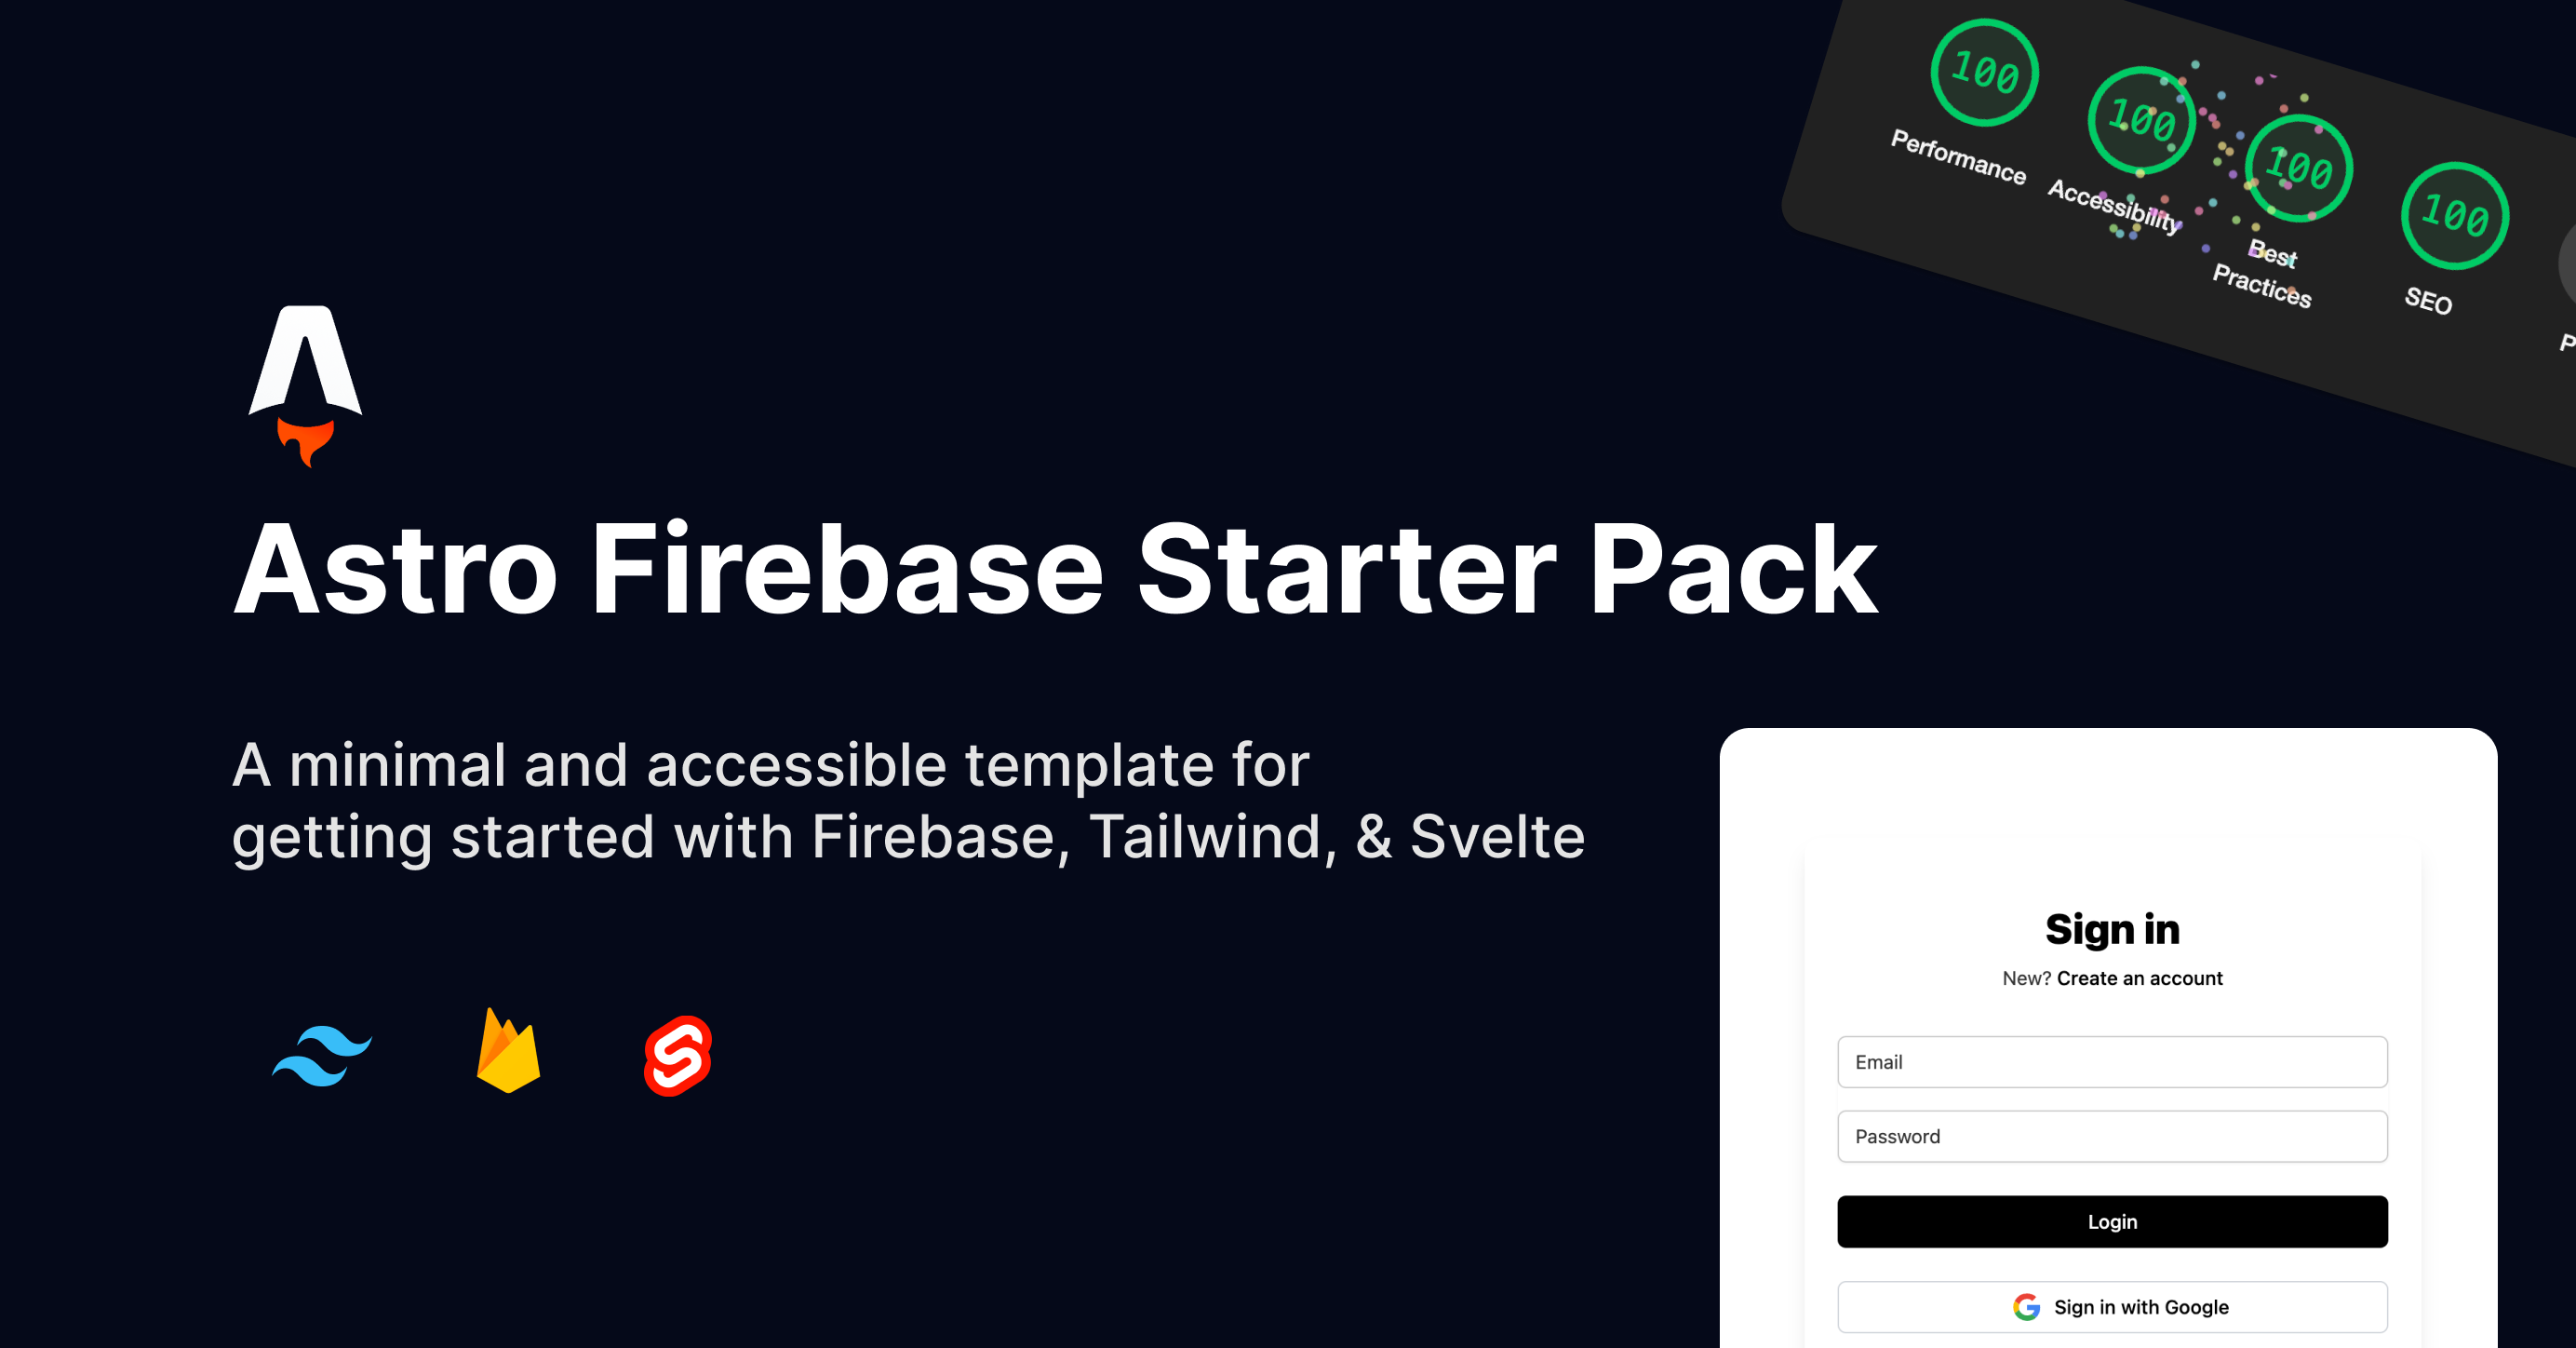 100
Performance
100
Accessibility
100
Best
Practices
100
SEO
P
Astro Firebase Starter Pack
A minimal and accessible template for
getting started with Firebase, Tailwind, & Svelte
Sign in
New? Create an account
Email
Password
Login
Sign in with Google